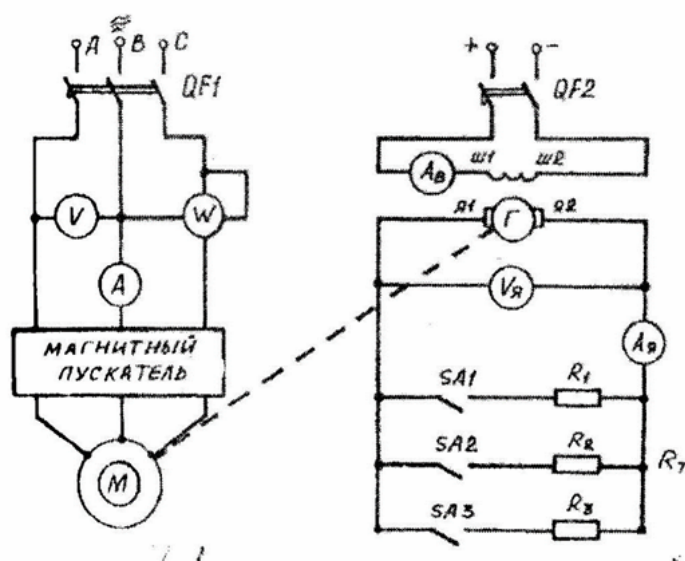 A B C
QF1
V
W
A
МАГНИТНЫЙ
ПУСКАТЕЛЬ
М
+ -
QF2
Ш1 Ш2
Aв
Я1 Г Я2
Vя
Aя
SA1 R1
SA2 R2
R7
SA3 R3